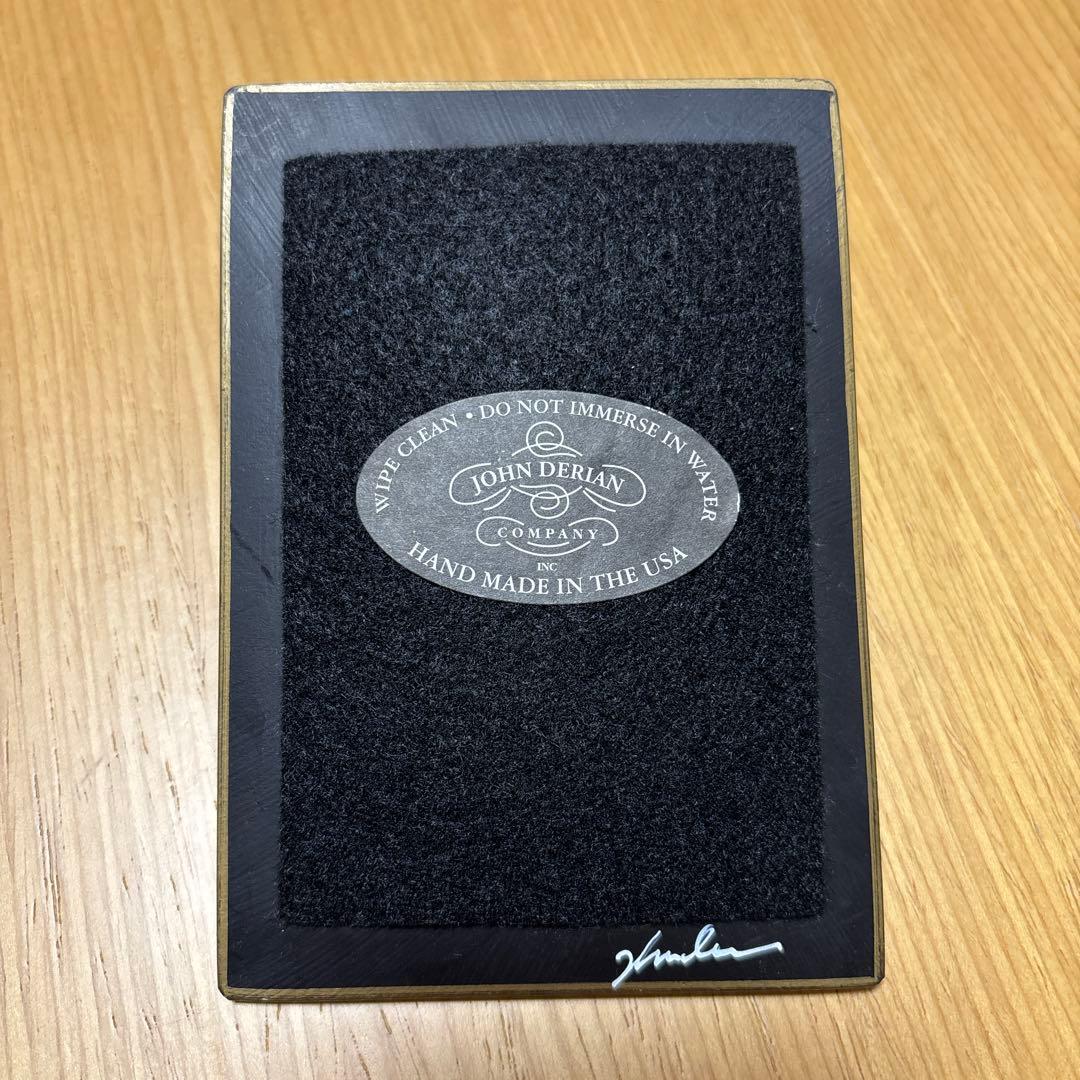 WIPE CLEAN • DO NOT IMMERSE IN WATER
JOHN DERIAN
COMPANY
INC
HAND MADE IN THE USA